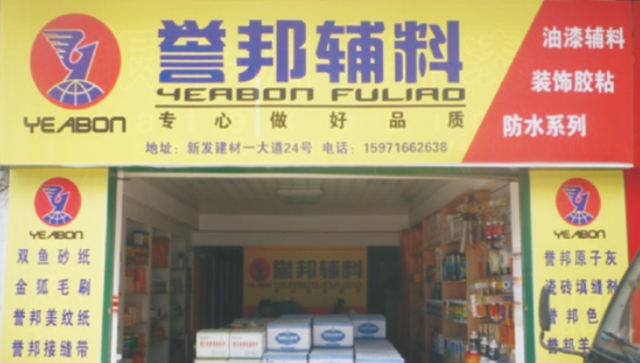 誉邦辅料
YEABON FULIAO
专心做好品质
地址：新发建材一大道24号 电话：15971662638
YEABON
油漆辅料
装饰胶粘
防水系列
YEABON
双鱼砂纸
金狐毛刷
誉邦美纹纸
誉邦接缝带
誉邦辅料
YEABON
誉邦原子灰
瓷砖填缝剂
誉邦色
誉邦羊